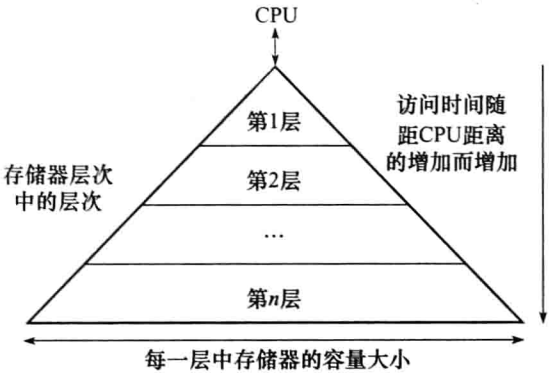 CPU
第1层
访问时间随
距CPU距离
的增加而增加
存储器层次
中的层次
第2层
…
第n层
每一层中存储器的容量大小